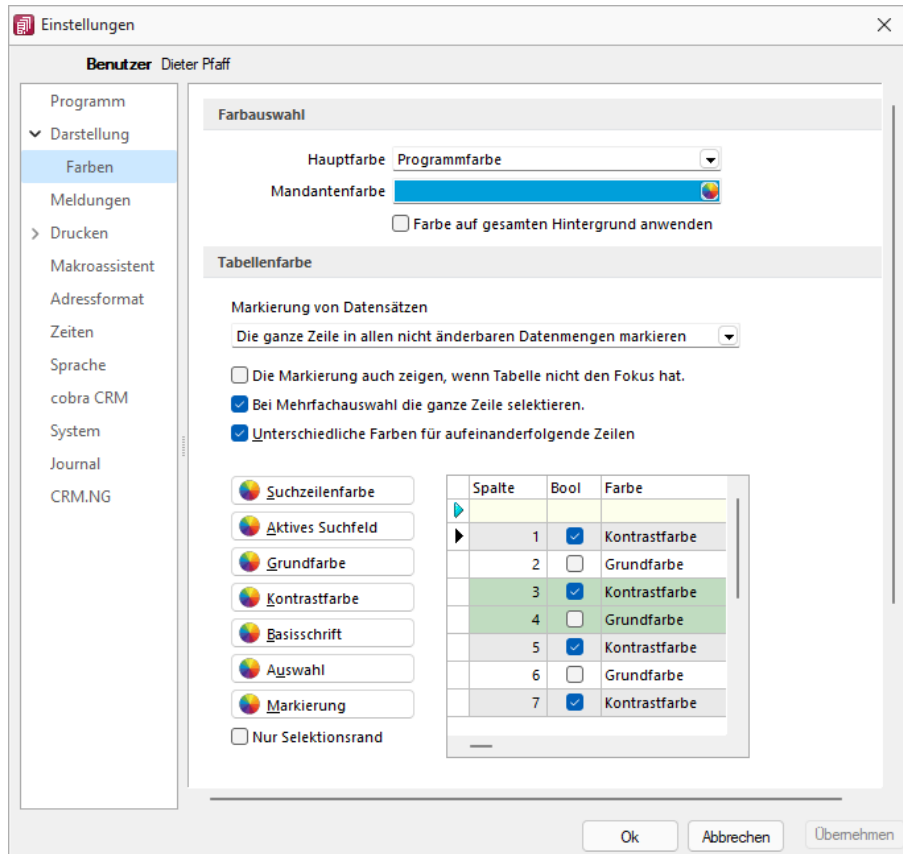 Einstellungen
Benutzer Dieter Pfaff
Programm
Darstellung
Farben
Meldungen
Drucken
Makroassistent
Adressformat
Zeiten
Sprache
cobra CRM
System
Journal
CRM.NG
Farbauswahl
Hauptfarbe Programmfarbe
Mandantenfarbe
Farbe auf gesamten Hintergrund anwenden
Tabellenfarbe
Markierung von Datensätzen
Die ganze Zeile in allen nicht änderbaren Datenmengen markieren
Die Markierung auch zeigen, wenn Tabelle nicht den Fokus hat.
Bei Mehrfachauswahl die ganze Zeile selektieren.
Unterschiedliche Farben für aufeinanderfolgende Zeilen
Suchzeilenfarbe
Aktives Suchfeld
Grundfarbe
Kontrastfarbe
Basisschrift
Auswahl
Markierung
Nur Selektionsrand
Spalte Bool Farbe
1 Kontrastfarbe
2 Grundfarbe
3 Kontrastfarbe
4 Grundfarbe
5 Kontrastfarbe
6 Grundfarbe
7 Kontrastfarbe
Ok Abbrechen Übernehmen